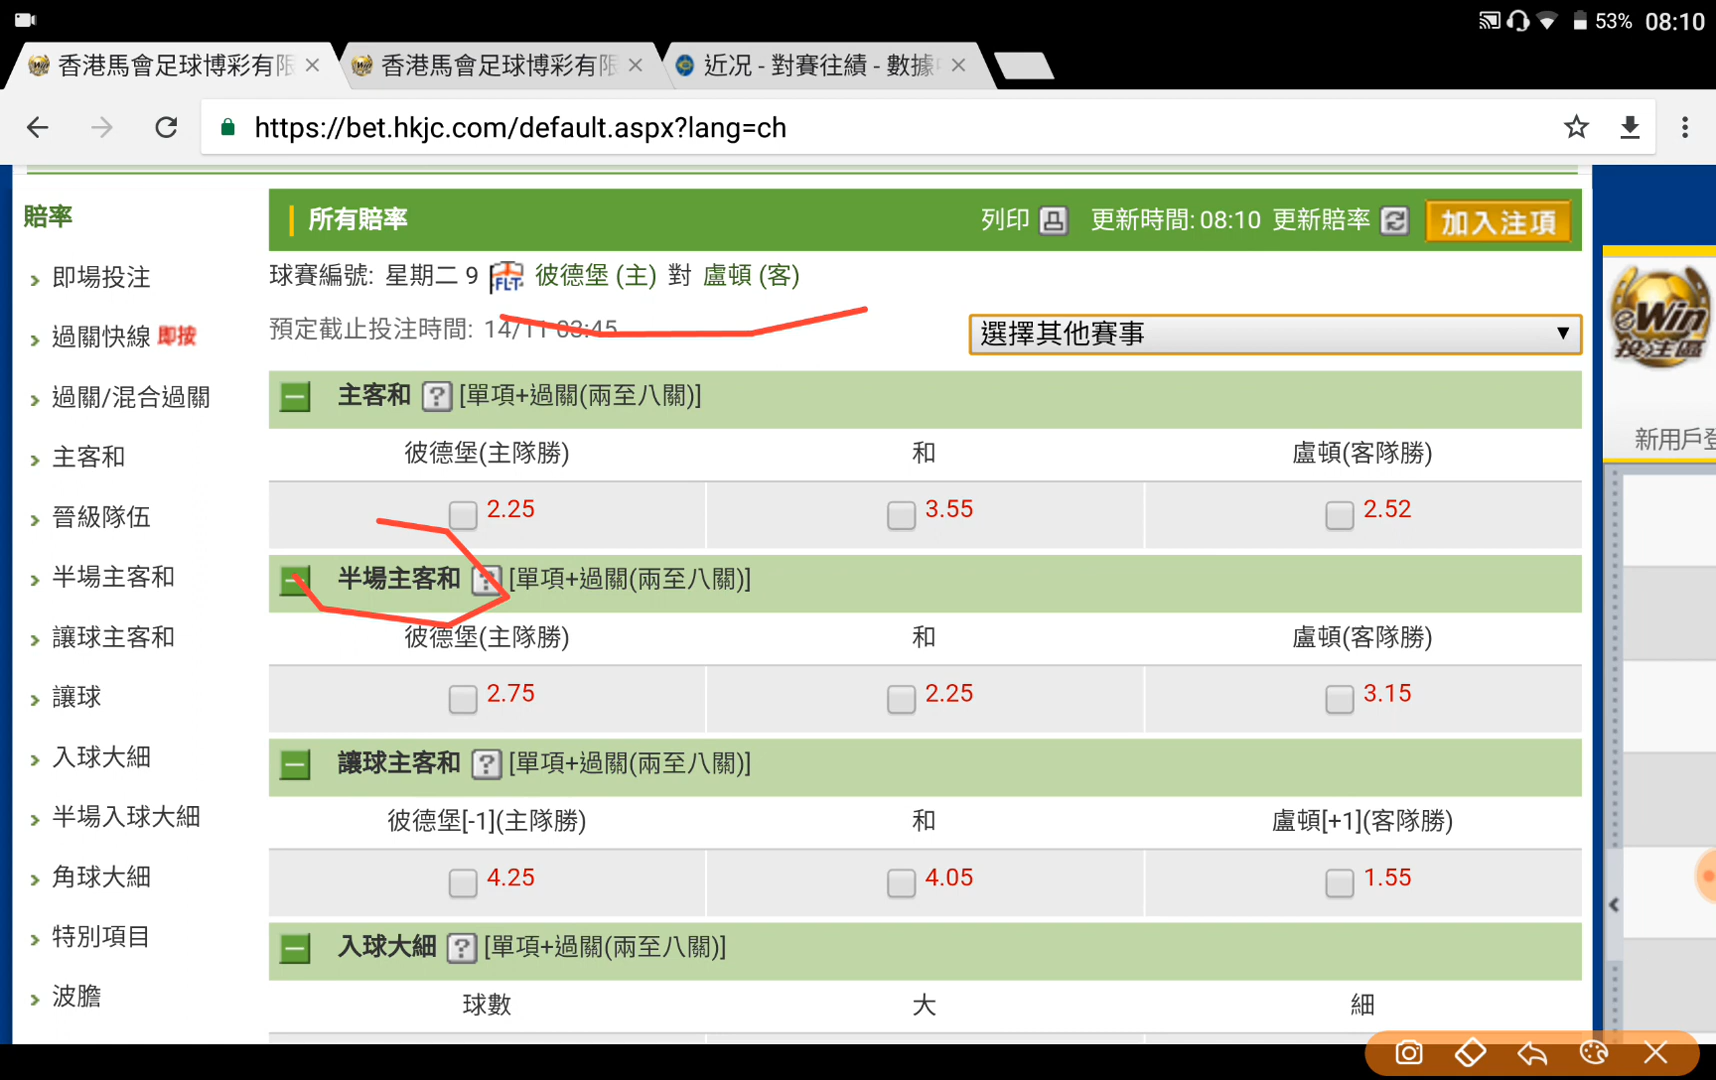 53% 08:10
香港馬會足球博彩有限 香港馬會足球博彩有限 近况 - 對賽往績 - 數據
https://bet.hkjc.com/default.aspx?lang=ch
賠率
即場投注
過關快線 即按
過關/混合過關
主客和
晉級隊伍
半場主客和
讓球主客和
讓球
入球大細
半場入球大細
角球大細
特別項目
波膽
所有賠率 列印 更新時間: 08:10 更新賠率 加入注項
球賽編號: 星期二 9 FLT 彼德堡 (主) 對 盧頓 (客)
預定截止投注時間: 14/11 03:45
選擇其他賽事
主客和 ? [單項+過關(兩至八關)]
彼德堡(主隊勝) 和 盧頓(客隊勝)
2.25 3.55 2.52
半場主客和 ? [單項+過關(兩至八關)]
彼德堡(主隊勝) 和 盧頓(客隊勝)
2.75 2.25 3.15
讓球主客和 ? [單項+過關(兩至八關)]
彼德堡[-1](主隊勝) 和 盧頓[+1](客隊勝)
4.25 4.05 1.55
入球大細 ? [單項+過關(兩至八關)]
球數 大 細
eWin
投注區
新用戶登